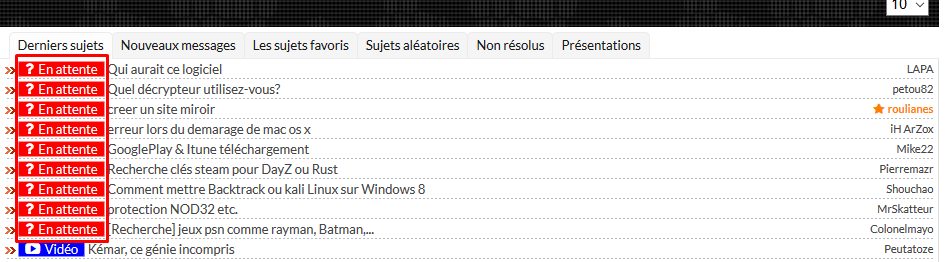 10
Derniers sujets Nouveaux messages Les sujets favoris Sujets aléatoires Non résolus Présentations
» ? En attente Qui aurait ce logiciel LAPA
» ? En attente Quel décrypteur utilisez-vous? petou82
» ? En attente creer un site miroir roulianes
» ? En attente erreur lors du demarage de mac os x iH ArZox
» ? En attente GooglePlay & Itune téléchargement Mike22
» ? En attente Recherche clés steam pour DayZ ou Rust Pierremazr
» ? En attente Comment mettre Backtrack ou kali Linux sur Windows 8 Shouchao
» ? En attente protection NOD32 etc. MrSkatteur
» ? En attente [Recherche] jeux psn comme rayman, Batman,... Colonelmayo
» Vidéo Kémar, ce génie incompris Peutatoze